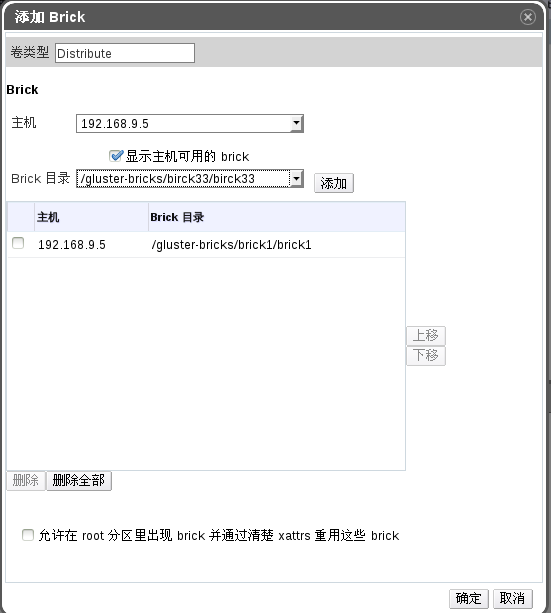 添加 Brick
卷类型 Distribute
Brick
主机 192.168.9.5
显示主机可用的 brick
Brick 目录 /gluster-bricks/birck33/birck33 添加
主机 Brick 目录
192.168.9.5 /gluster-bricks/brick1/brick1
上移
下移
删除 删除全部
允许在 root 分区里出现 brick 并通过清楚 xattrs 重用这些 brick
确定 取消